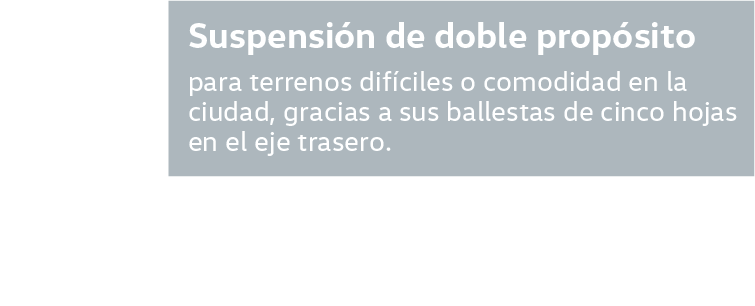 Suspensión de doble propósito
para terrenos difíciles o comodidad en la
ciudad, gracias a sus ballestas de cinco hojas
en el eje trasero.